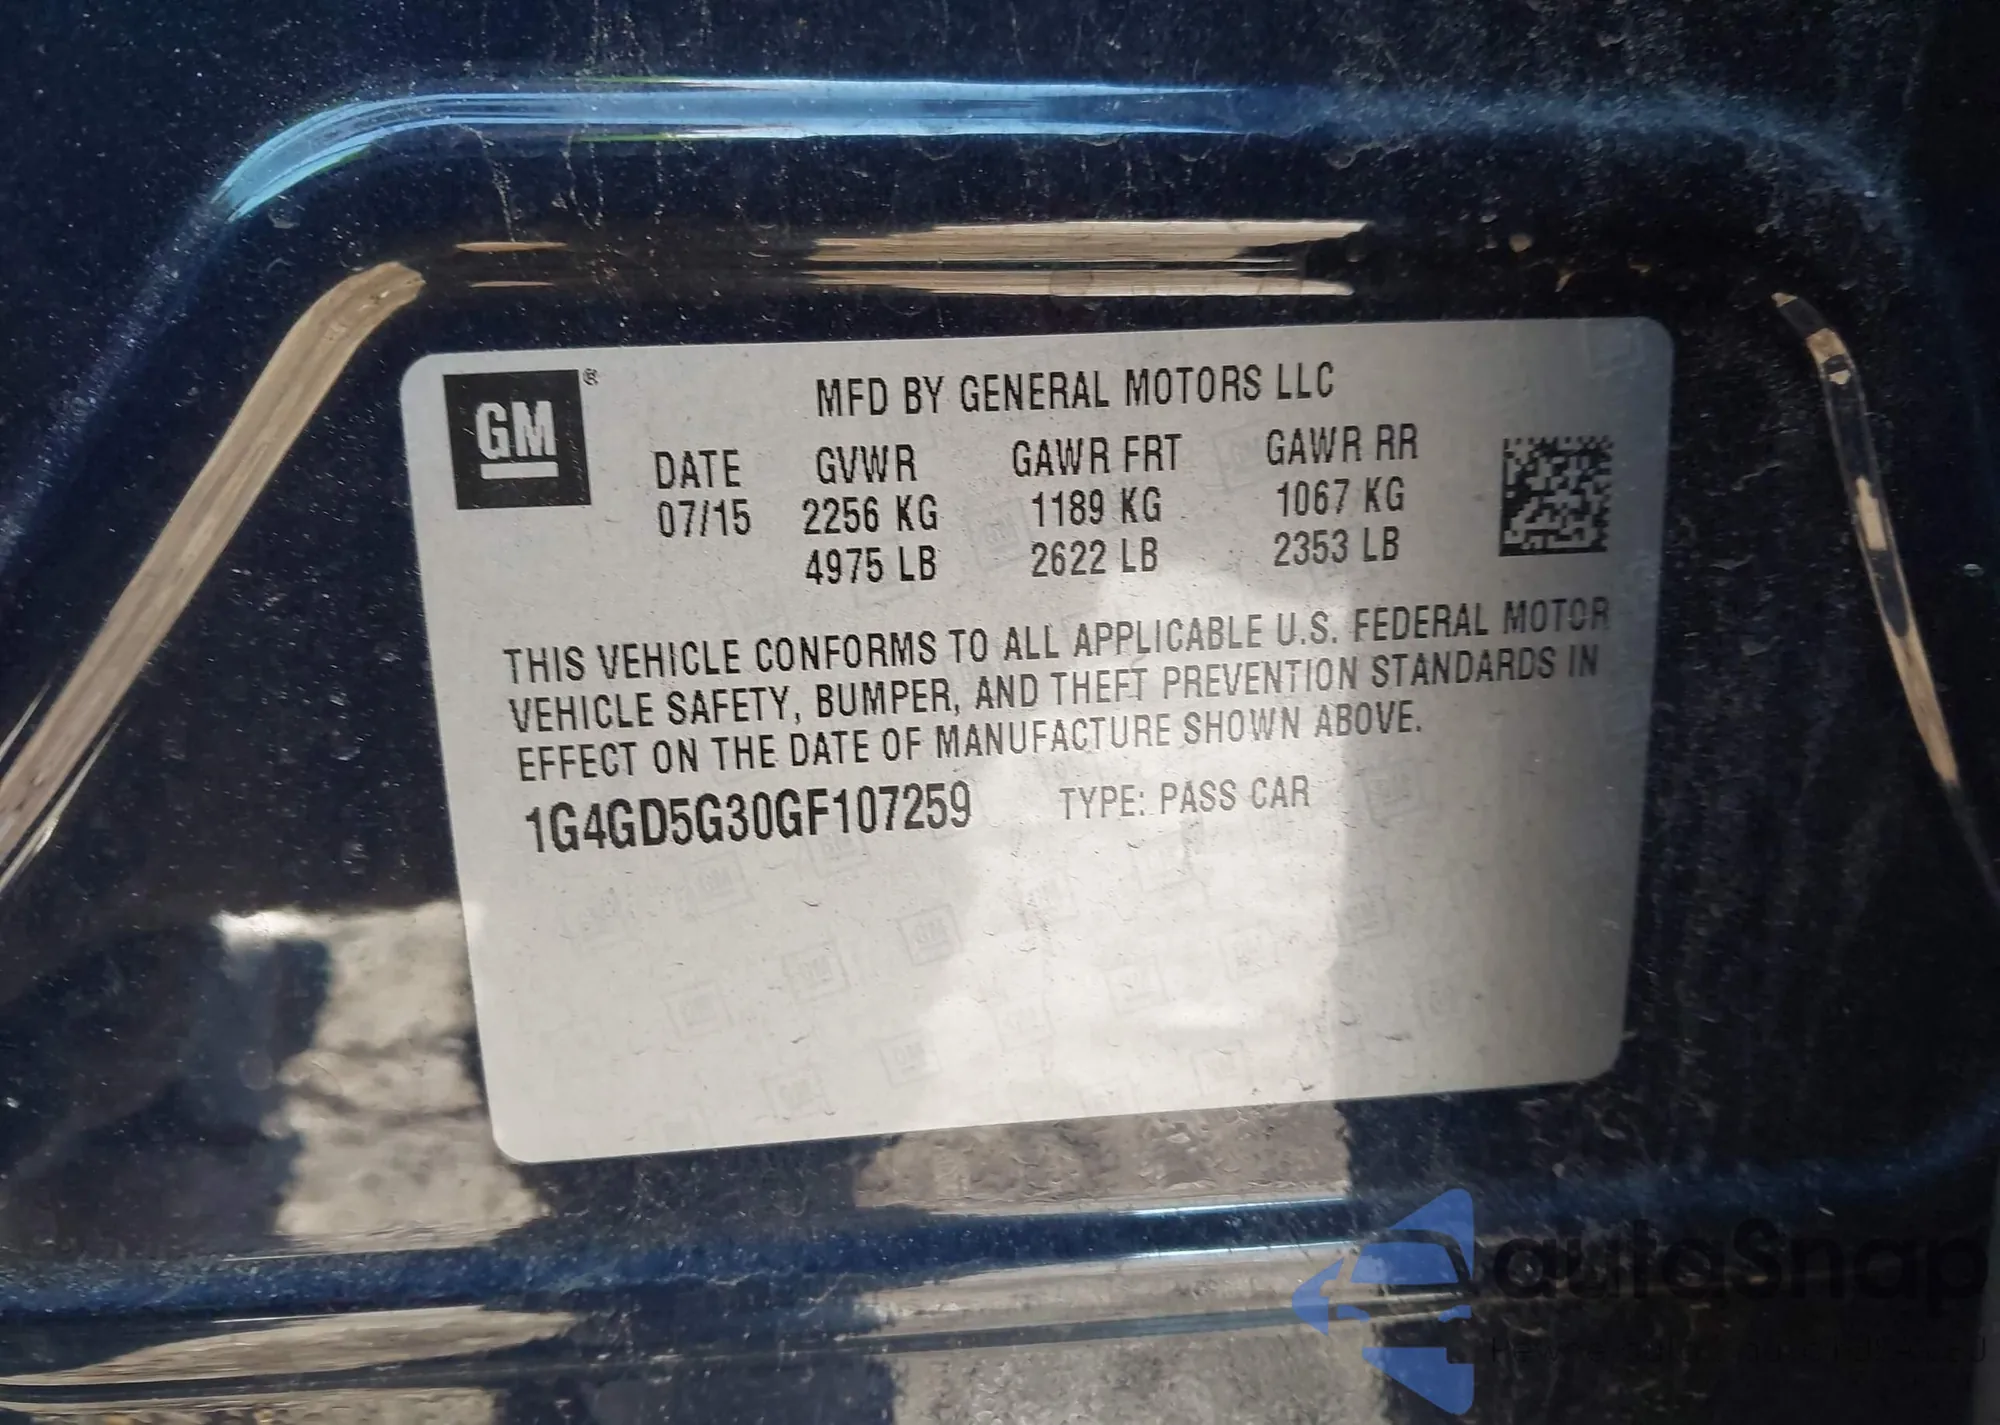 GM ®
MFD BY GENERAL MOTORS LLC
DATE GVWR GAWR FRT GAWR RR
07/15 2256 KG 1189 KG 1067 KG
4975 LB 2622 LB 2353 LB
THIS VEHICLE CONFORMS TO ALL APPLICABLE U.S. FEDERAL MOTOR
VEHICLE SAFETY, BUMPER, AND THEFT PREVENTION STANDARDS IN
EFFECT ON THE DATE OF MANUFACTURE SHOWN ABOVE.
1G4GD5G30GF107259 TYPE: PASS CAR
autoSnap